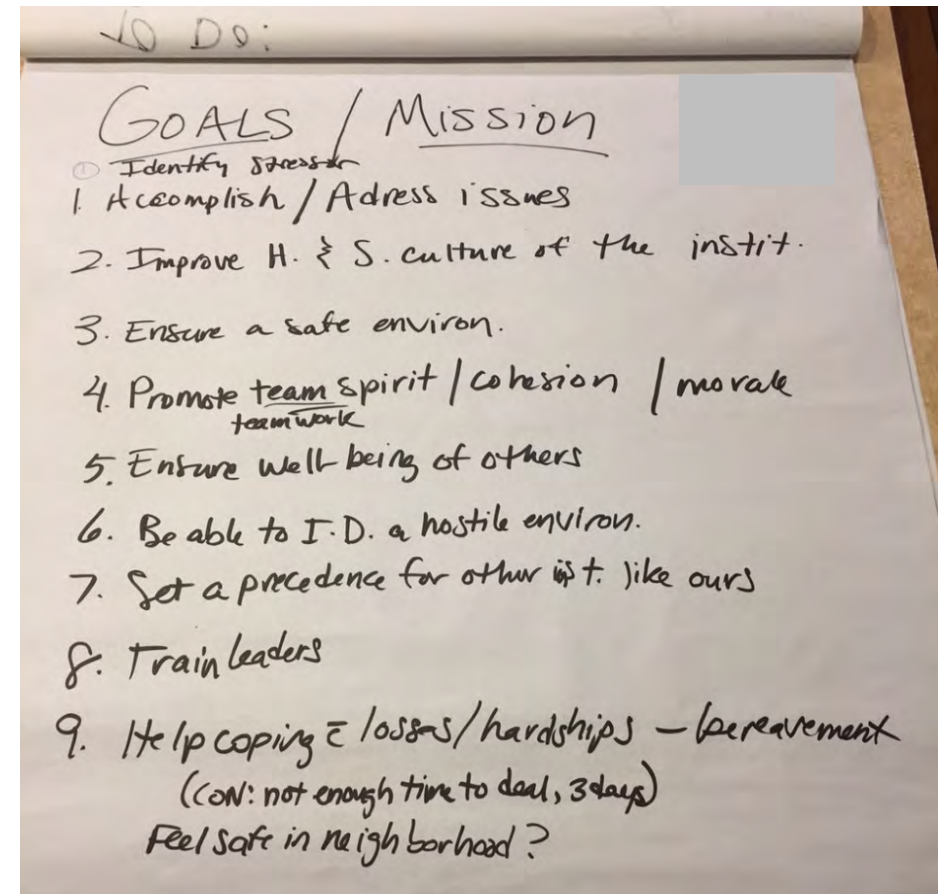 To Do:
GOALS / Mission
① Identify stressor
1. Accomplish / Adress issues
2. Improve H. & S. culture of the instit.
3. Ensure a safe environ.
4. Promote team spirit / cohesion / morale
teamwork
5. Ensure well being of others
6. Be able to I.D. a hostile environ.
7. Set a precedence for other ist. like ours
8. Train leaders
9. Help coping c̄ losses/hardships – bereavement
(CON: not enough time to deal, 3 days)
Feel safe in neighborhood?